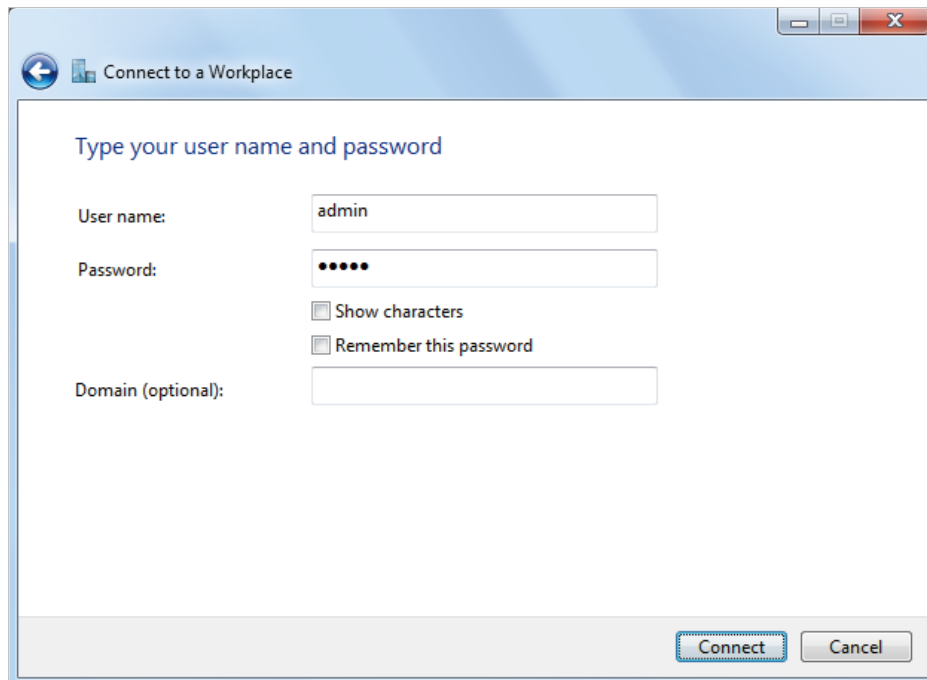 Connect to a Workplace
Type your user name and password
User name: admin
Password: •••••
Show characters
Remember this password
Domain (optional):
Connect Cancel